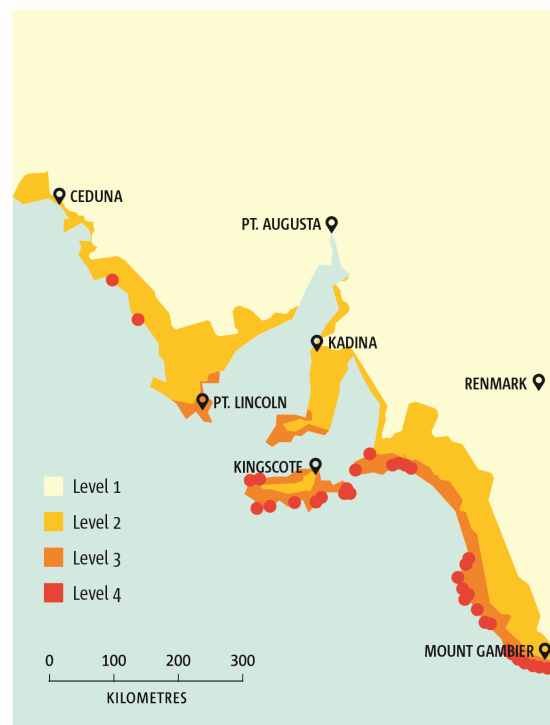 CEDUNA
PT. AUGUSTA
KADINA
RENMARK
PT. LINCOLN
KINGSCOTE
Level 1
Level 2
Level 3
Level 4
MOUNT GAMBIER
0 100 200 300
KILOMETRES